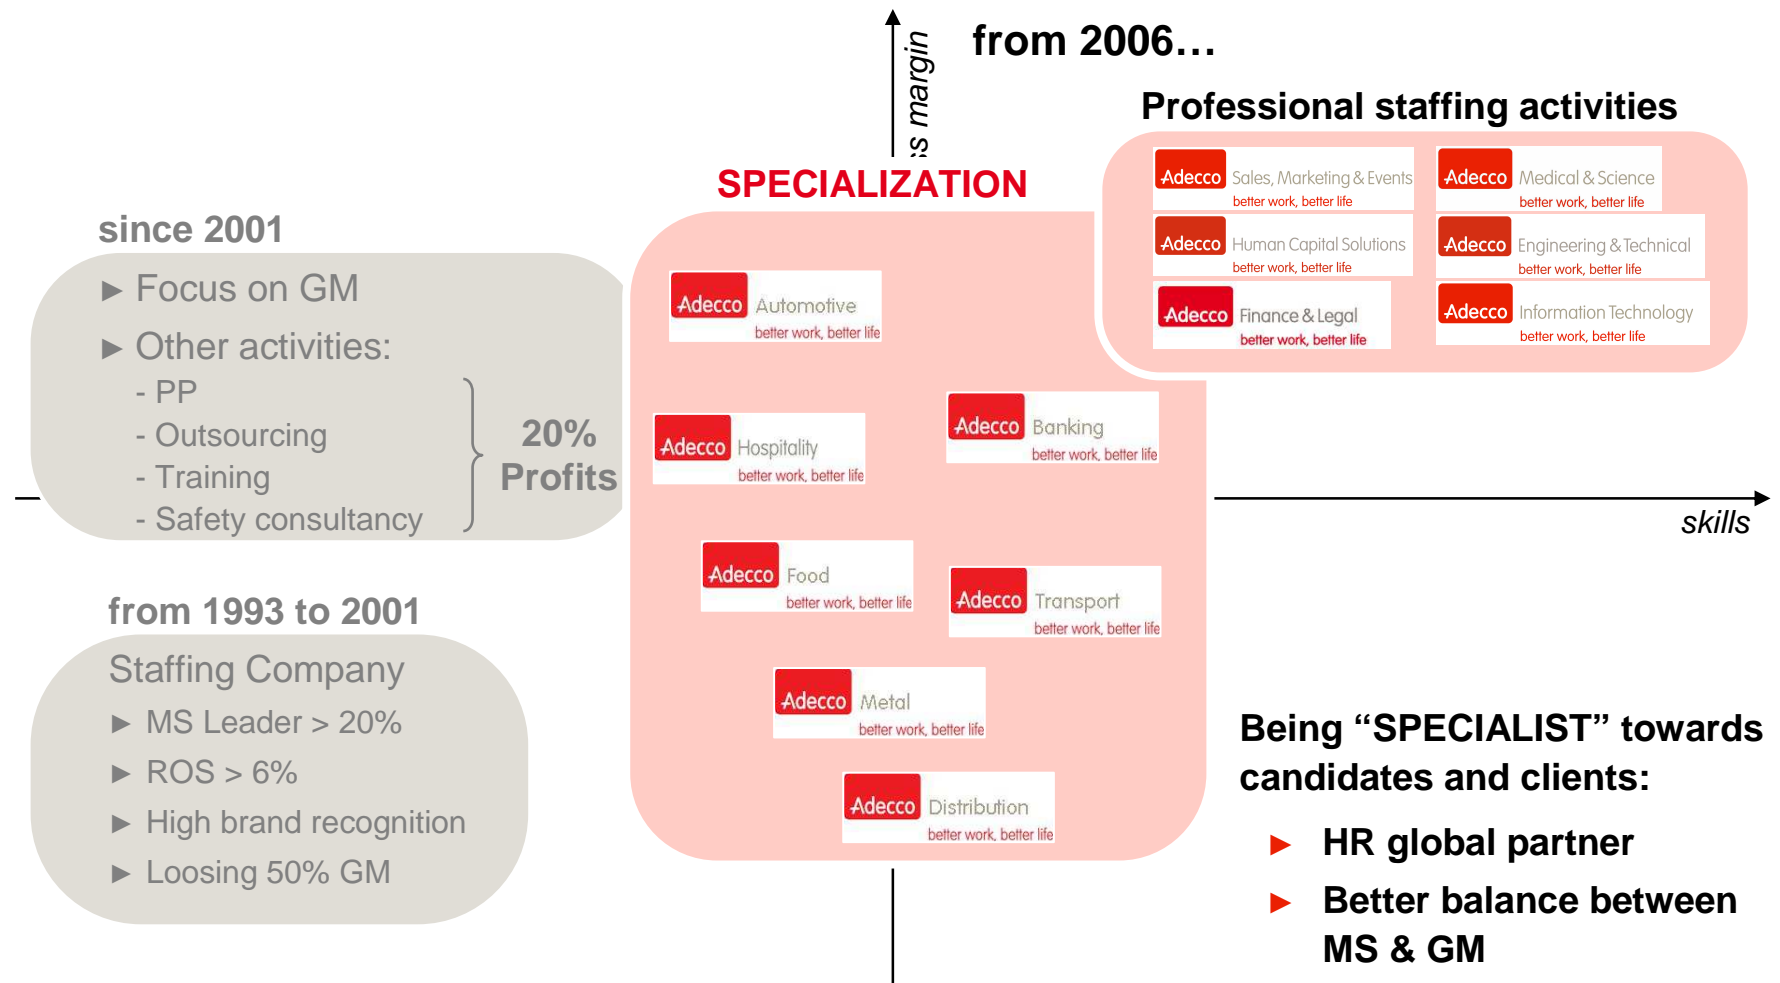 from 2006…
ss margin
Professional staffing activities
Adecco Sales, Marketing & Events
better work, better life
Adecco Medical & Science
better work, better life
Adecco Human Capital Solutions
better work, better life
Adecco Engineering & Technical
better work, better life
Adecco Finance & Legal
better work, better life
Adecco Information Technology
better work, better life
SPECIALIZATION
Adecco Automotive
better work, better life
Adecco Hospitality
better work, better life
Adecco Banking
better work, better life
Adecco Food
better work, better life
Adecco Transport
better work, better life
Adecco Metal
better work, better life
Adecco Distribution
better work, better life
since 2001
► Focus on GM
► Other activities:
- PP
- Outsourcing
- Training
- Safety consultancy
20%
Profits
skills
from 1993 to 2001
Staffing Company
► MS Leader > 20%
► ROS > 6%
► High brand recognition
► Loosing 50% GM
Being “SPECIALIST” towards
candidates and clients:
► HR global partner
► Better balance between
MS & GM